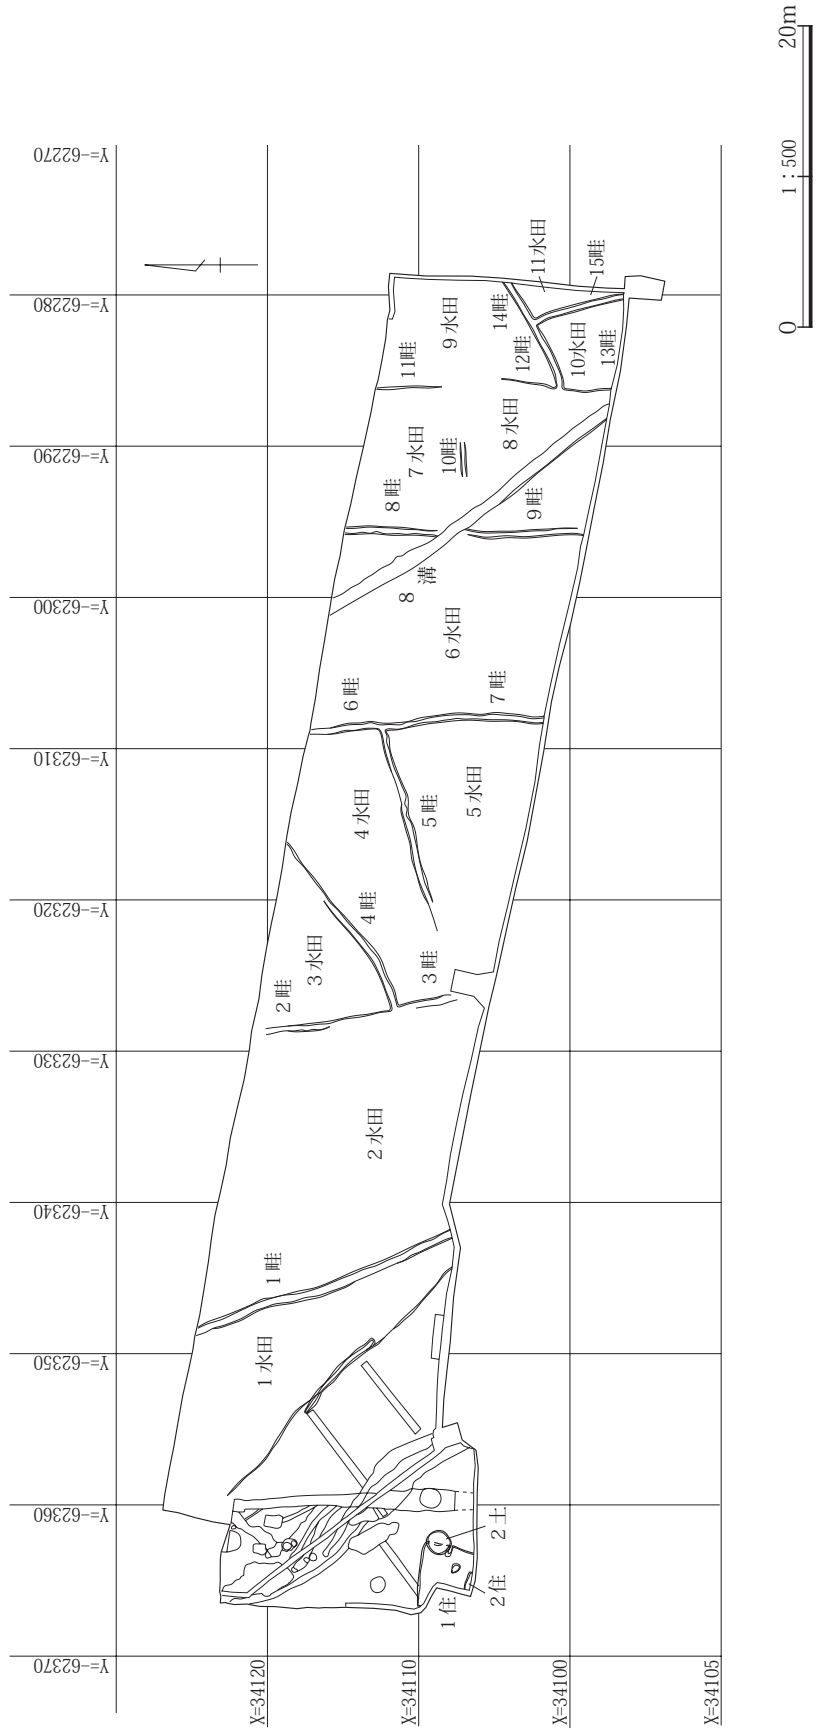 20m
1：500
0
Y=-62270
Y=-62280
Y=-62290
Y=-62300
Y=-62310
Y=-62320
Y=-62330
Y=-62340
Y=-62350
Y=-62360
Y=-62370
X=34120
X=34110
X=34100
X=34105
11水田
15畦
14畦
9水田
12畦
10水田
13畦
11畦
8水田
7水田
10畦
8畦
9畦
8溝
6水田
6畦
7畦
4水田
5畦
5水田
4畦
3水田
3畦
2畦
2水田
1畦
1水田
2土
2住
1住